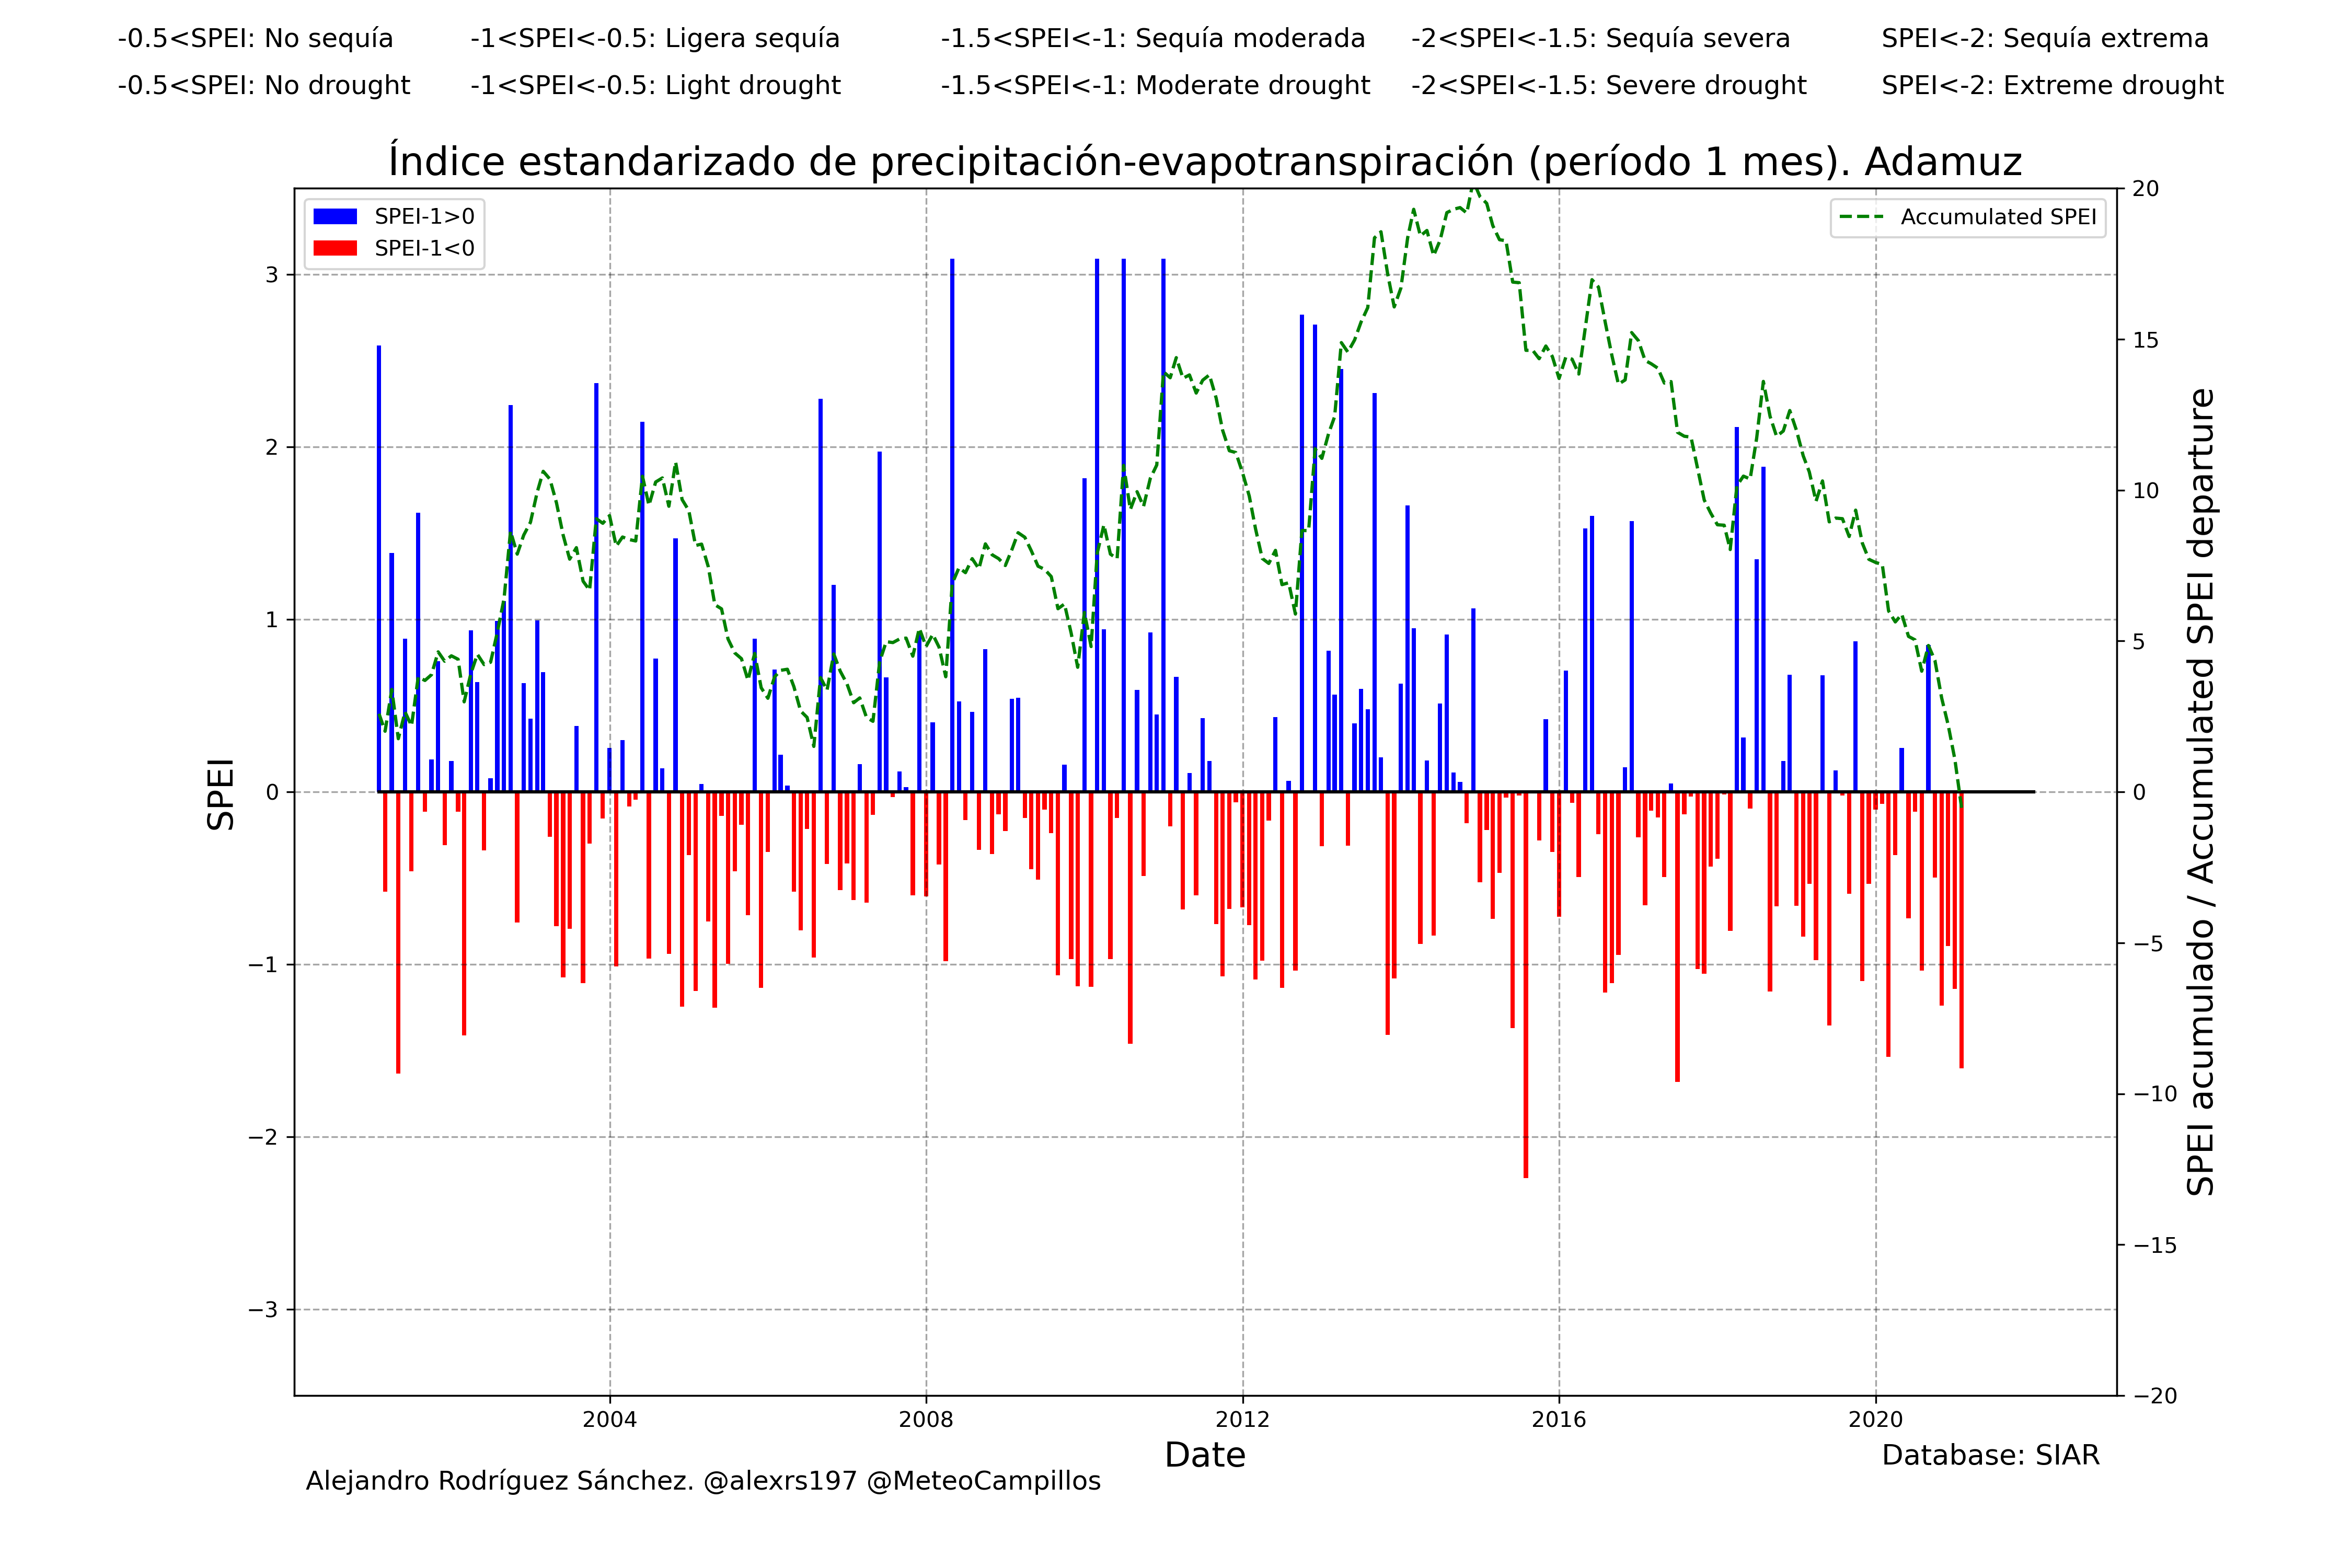 -0.5<SPEI: No sequía -1<SPEI<-0.5: Ligera sequía -1.5<SPEI<-1: Sequía moderada -2<SPEI<-1.5: Sequía severa SPEI<-2: Sequía extrema
-0.5<SPEI: No drought -1<SPEI<-0.5: Light drought -1.5<SPEI<-1: Moderate drought -2<SPEI<-1.5: Severe drought SPEI<-2: Extreme drought
Índice estandarizado de precipitación-evapotranspiración (período 1 mes). Adamuz
SPEI-1>0
SPEI-1<0
Accumulated SPEI
SPEI
3
2
1
0
−1
−2
−3
20
15
10
5
0
−5
−10
−15
−20
SPEI acumulado / Accumulated SPEI departure
2004 2008 2012 2016 2020
Date
Database: SIAR
Alejandro Rodríguez Sánchez. @alexrs197 @MeteoCampillos